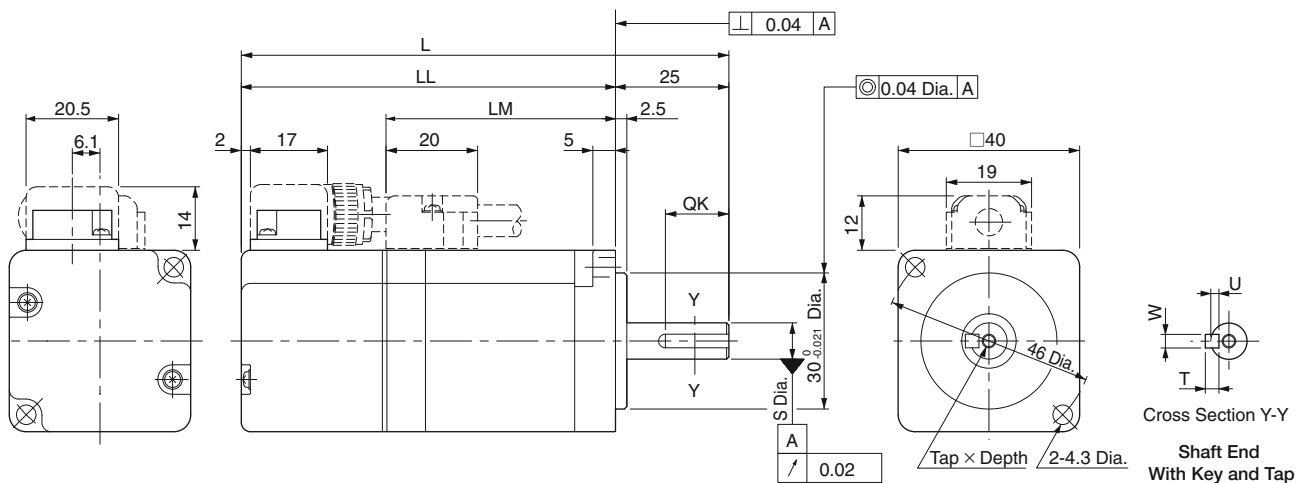 ⊥ 0.04 A
L
LL
25
◎ 0.04 Dia. A
20.5
LM
2.5
6.1
2
17
20
5
□40
19
14
QK
12
Y
U
W
30 0 -0.021 Dia.
46 Dia.
T
S Dia.
Y
Cross Section Y-Y
A
↗ 0.02
Tap × Depth
2-4.3 Dia.
Shaft End
With Key and Tap